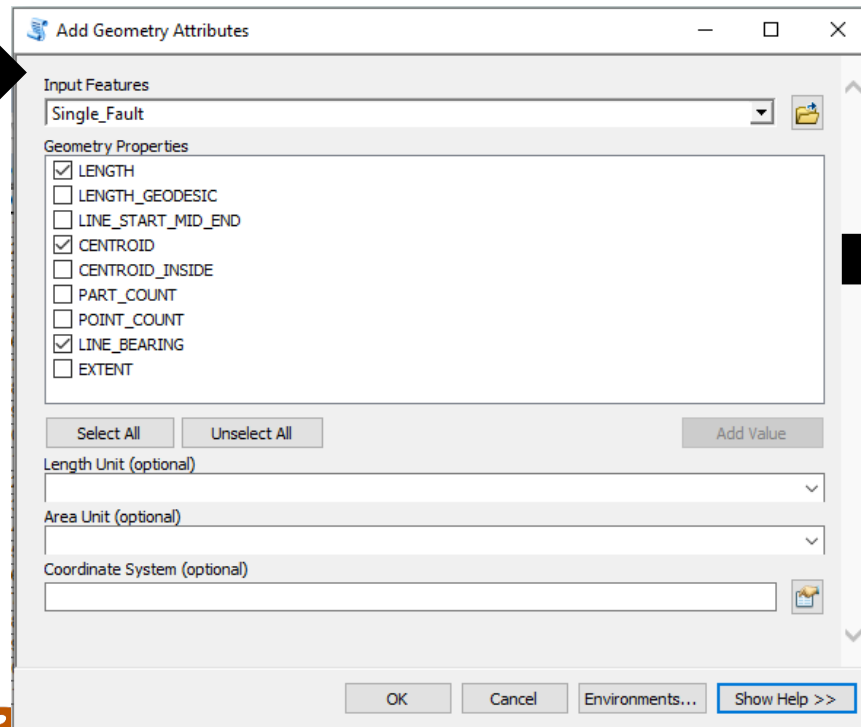 Add Geometry Attributes
Input Features
Single_Fault
Geometry Properties
LENGTH
LENGTH_GEODESIC
LINE_START_MID_END
CENTROID
CENTROID_INSIDE
PART_COUNT
POINT_COUNT
LINE_BEARING
EXTENT
Select All Unselect All Add Value
Length Unit (optional)
Area Unit (optional)
Coordinate System (optional)
OK Cancel Environments... Show Help >>